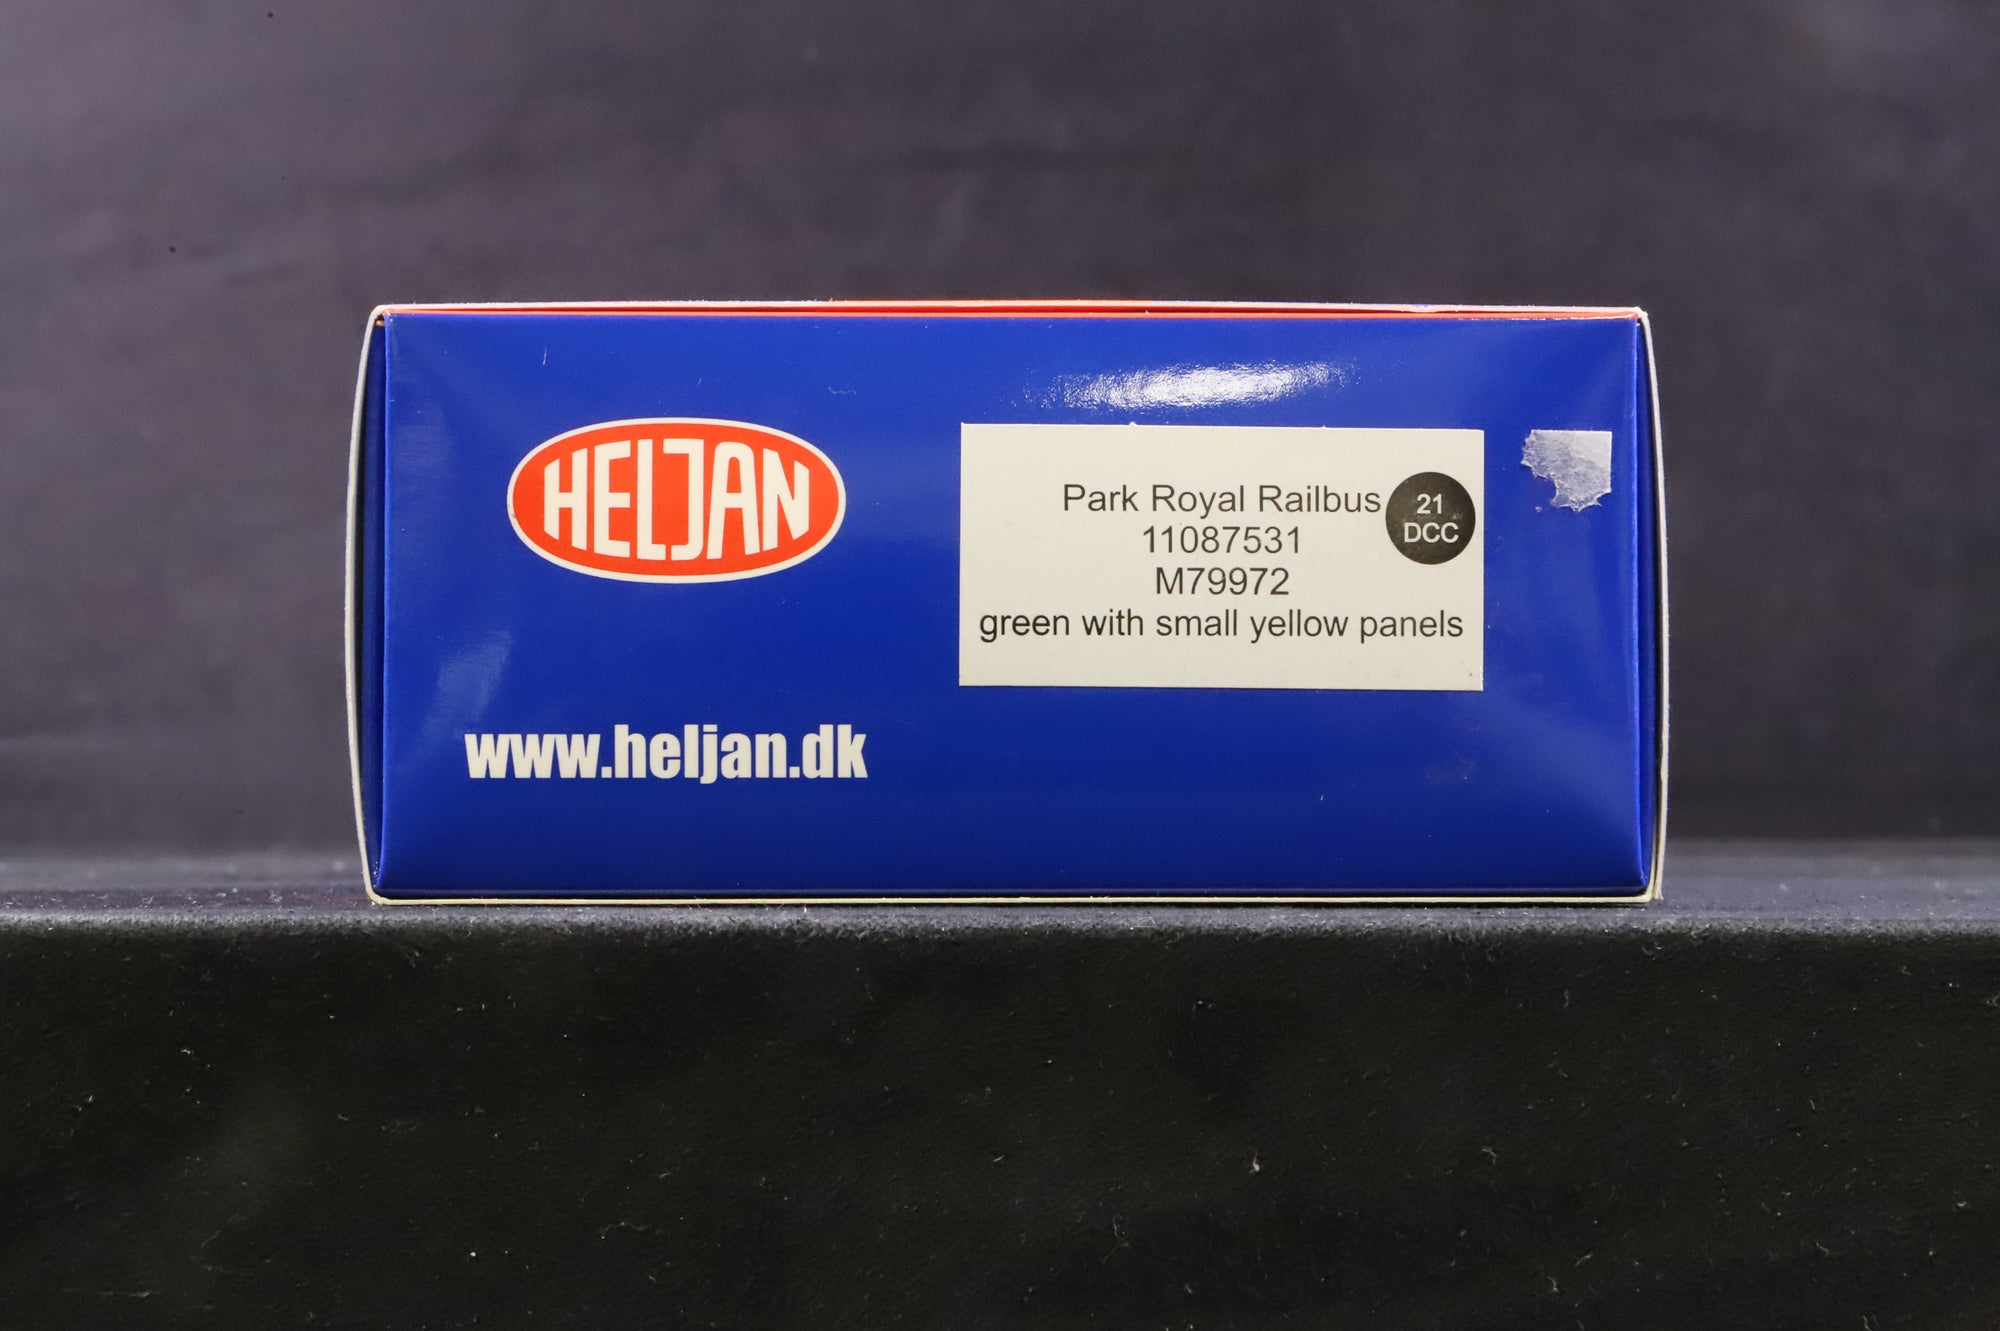 HELJAN
www.heljan.dk
Park Royal Railbus
11087531
M79972
green with small yellow panels
21
DCC